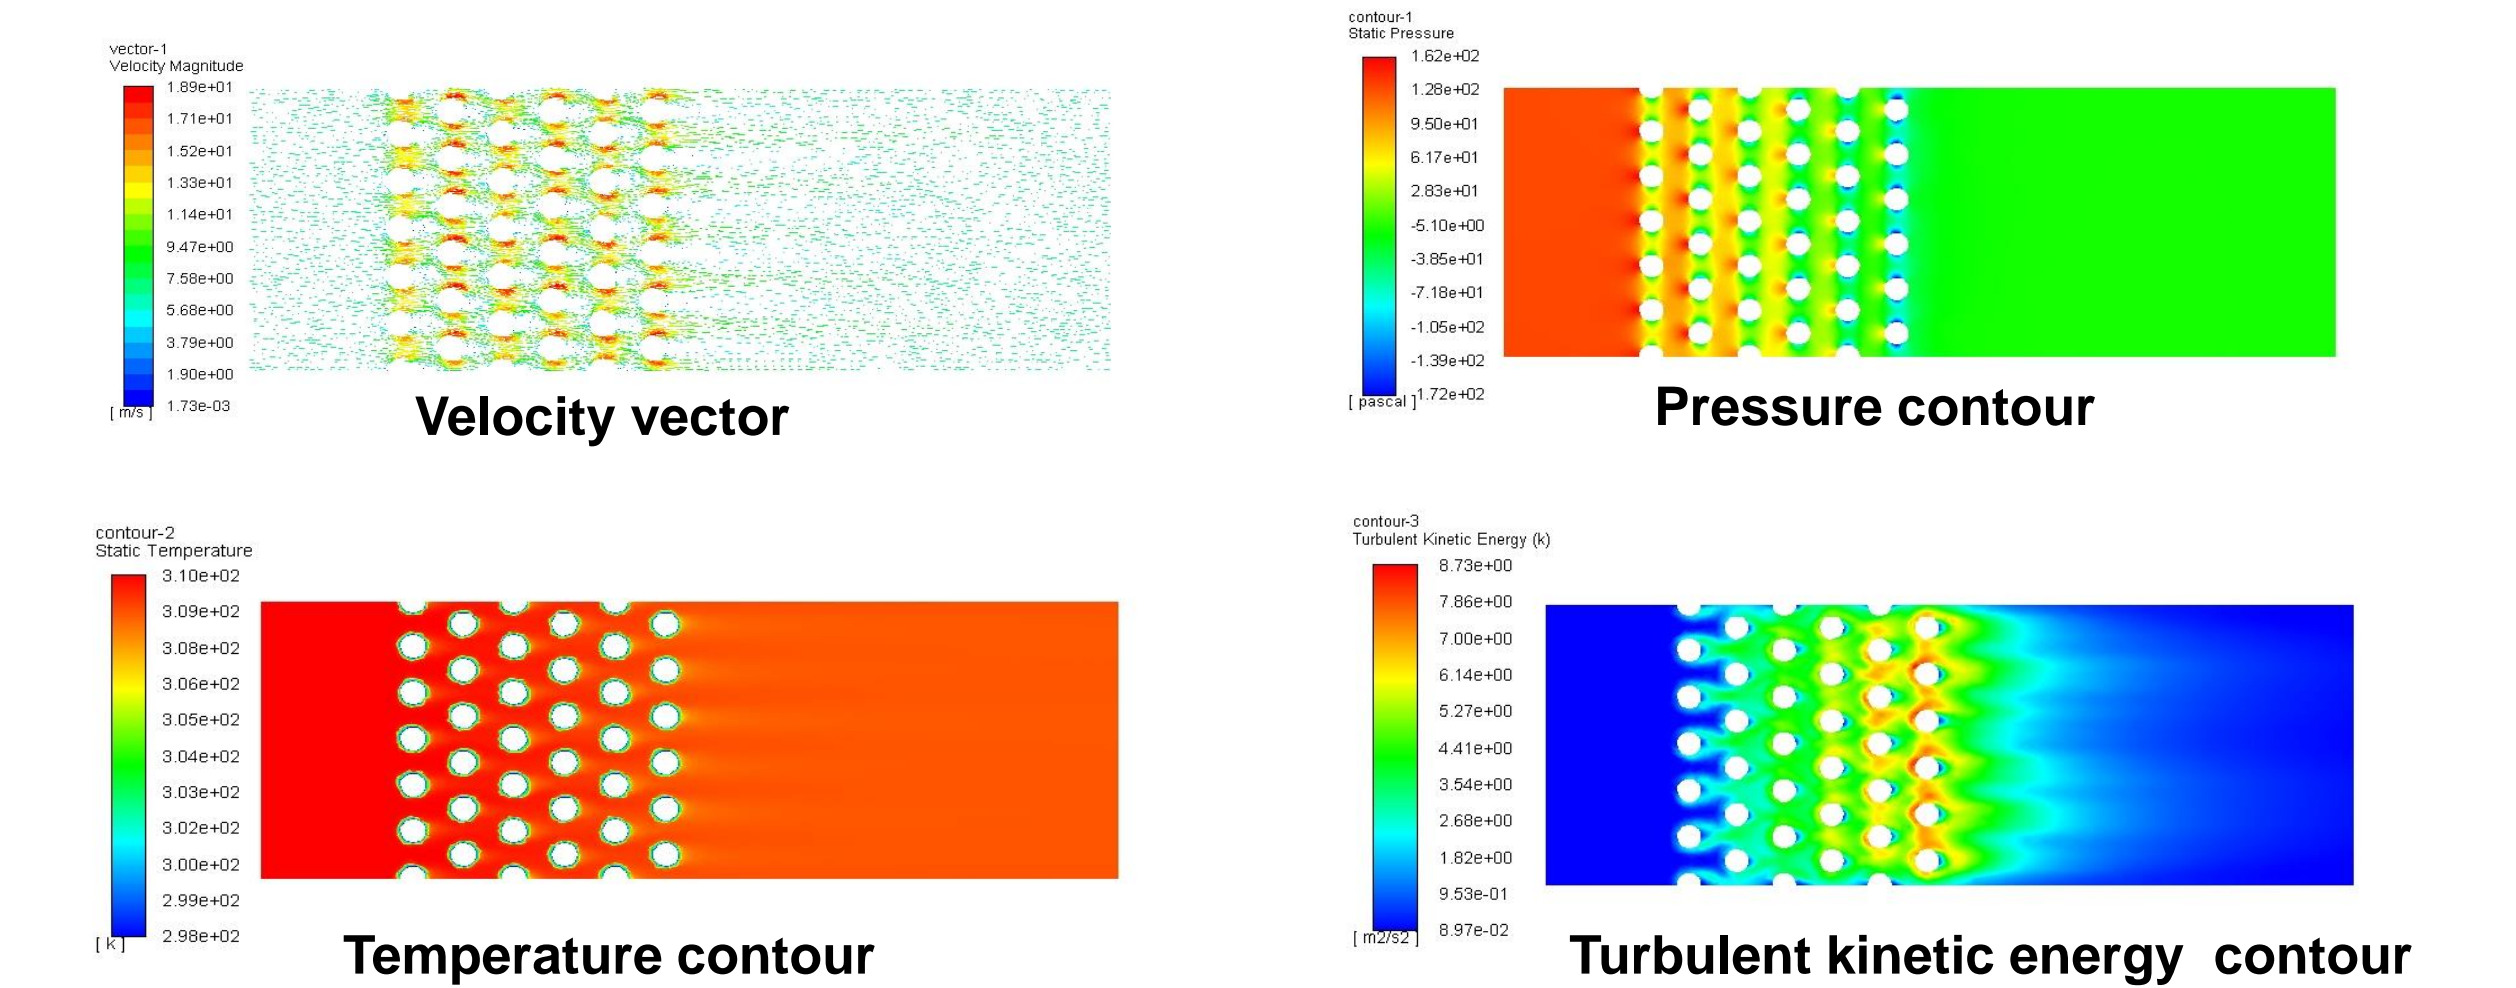 vector-1
Velocity Magnitude
1.89e+01
1.71e+01
1.52e+01
1.33e+01
1.14e+01
9.47e+00
7.58e+00
5.68e+00
3.79e+00
1.90e+00
1.73e-03
[ m/s ]
Velocity vector
contour-1
Static Pressure
1.62e+02
1.28e+02
9.50e+01
6.17e+01
2.83e+01
-5.10e+00
-3.85e+01
-7.18e+01
-1.05e+02
-1.39e+02
-1.72e+02
[ pascal ]
Pressure contour
contour-2
Static Temperature
3.10e+02
3.09e+02
3.08e+02
3.06e+02
3.05e+02
3.04e+02
3.03e+02
3.02e+02
3.00e+02
2.99e+02
2.98e+02
[ k ]
Temperature contour
contour-3
Turbulent Kinetic Energy (k)
8.73e+00
7.86e+00
7.00e+00
6.14e+00
5.27e+00
4.41e+00
3.54e+00
2.68e+00
1.82e+00
9.53e-01
8.97e-02
[ m2/s2 ]
Turbulent kinetic energy  contour